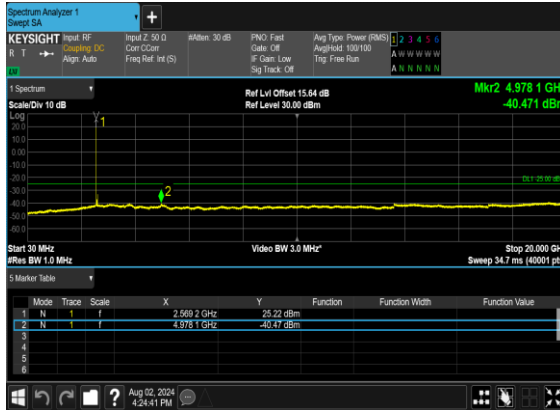 Spectrum Analyzer 1
Swept SA
KEYSIGHT Input: RF Input Z: 50 Ω #Atten: 30 dB PNO: Fast Avg Type: Power (RMS) 1 2 3 4 5 6
R T Coupling: DC Corr CCorr Gate: Off Avg|Hold: 100/100 A W W W W W
Align: Auto Freq Ref: Int (S) IF Gain: Low Trig: Free Run
Sig Track: Off A N N N N N
LXI
1 Spectrum Ref Lvl Offset 15.64 dB Mkr2 4.978 1 GH
Scale/Div 10 dB Ref Level 30.00 dBm -40.471 dBr
Log
20.0
10.0
0.00
-10.0
-20.0
-30.0
-40.0
-50.0
-60.0
1
2
DL1 -25.00 dB
Start 30 MHz Video BW 3.0 MHz* Stop 20.000 GH
#Res BW 1.0 MHz Sweep 34.7 ms (40001 pt
5 Marker Table
Mode Trace Scale X Y Function Function Width Function Value
1 N 1 f 2.569 2 GHz 25.22 dBm
2 N 1 f 4.978 1 GHz -40.47 dBm
3
4
5
6
Aug 02, 2024
4:24:41 PM